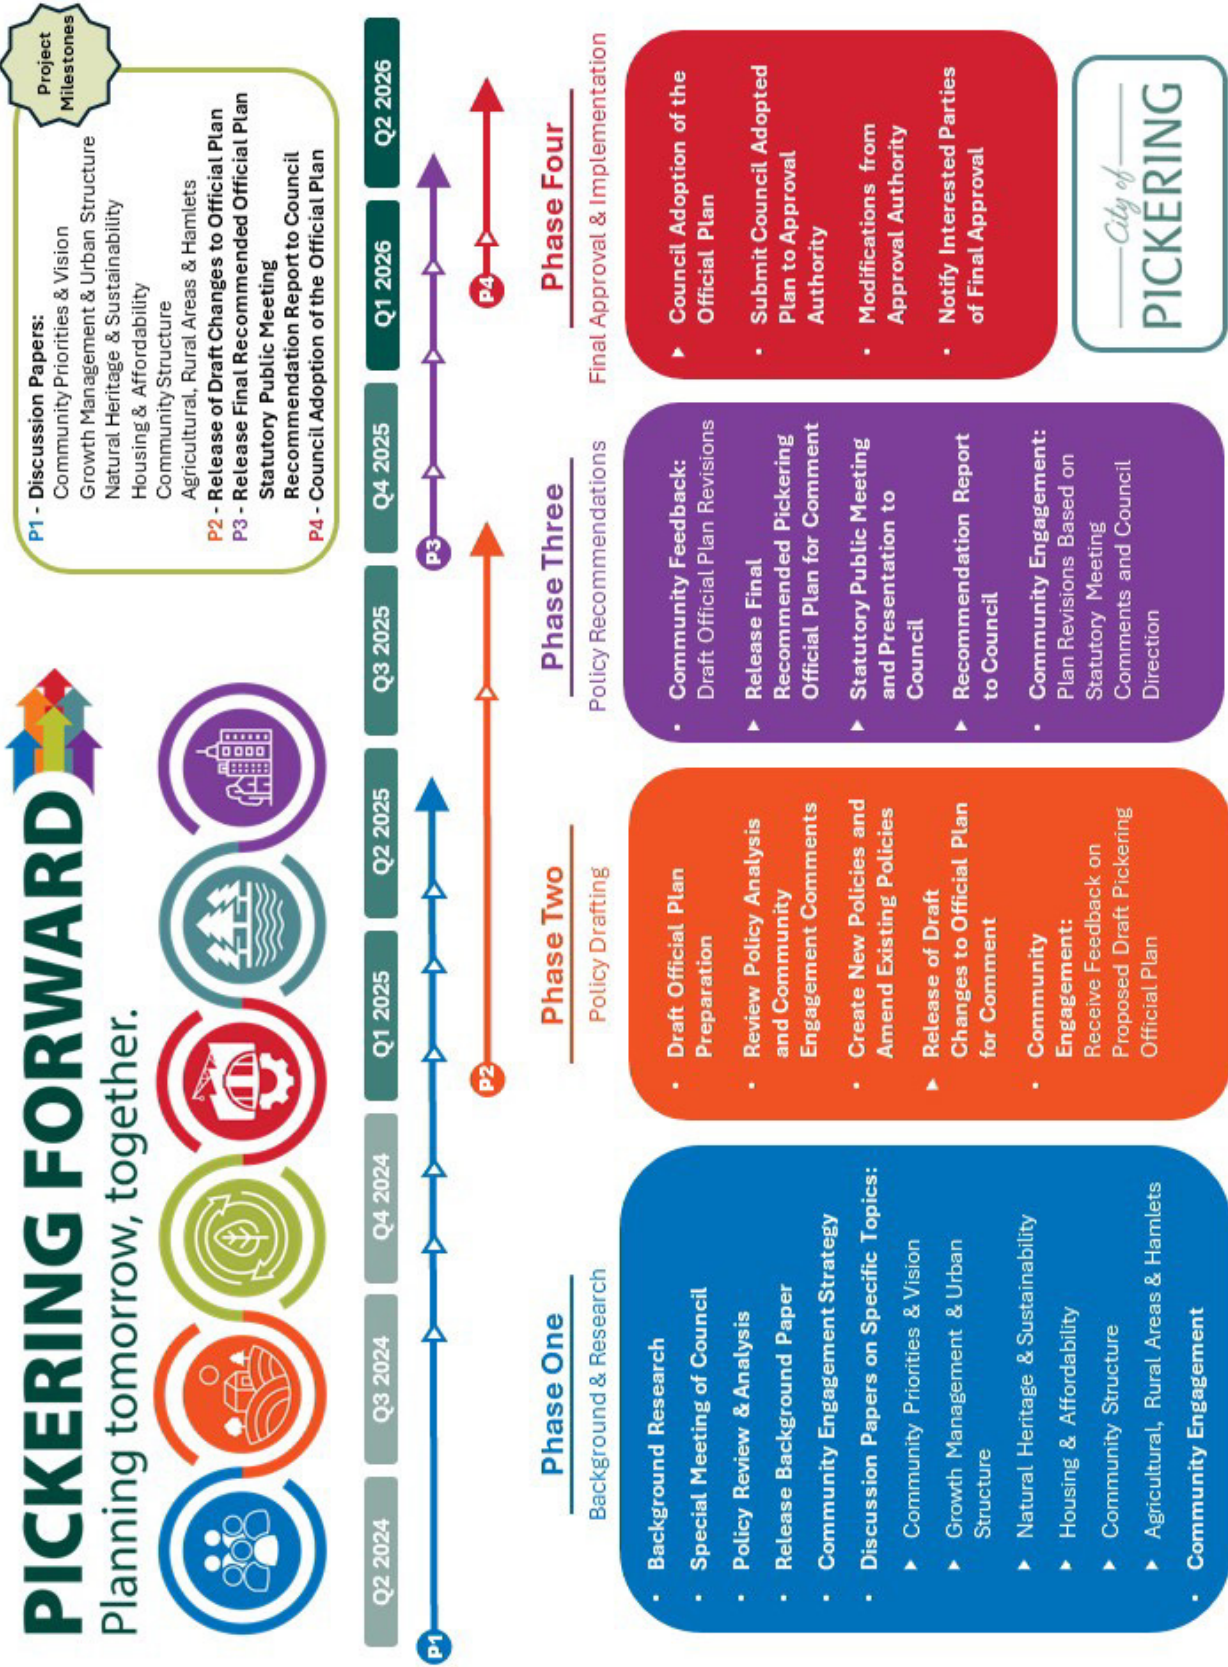 PICKERING FORWARD
Planning tomorrow, together.
Project
Milestones
P1 - Discussion Papers:
Community Priorities & Vision
Growth Management & Urban Structure
Natural Heritage & Sustainability
Housing & Affordability
Community Structure
Agricultural, Rural Areas & Hamlets
P2 - Release of Draft Changes to Official Plan
P3 - Release Final Recommended Official Plan
Statutory Public Meeting
Recommendation Report to Council
P4 - Council Adoption of the Official Plan
Q2 2024
Q3 2024
Q4 2024
Q1 2025
Q2 2025
Q3 2025
Q4 2025
Q1 2026
Q2 2026
P1
P3
P2
P4
Phase One
Background & Research
• Background Research
• Special Meeting of Council
• Policy Review & Analysis
• Release Background Paper
• Community Engagement Strategy
• Discussion Papers on Specific Topics:
Community Priorities & Vision
Growth Management & Urban
Structure
Natural Heritage & Sustainability
Housing & Affordability
Community Structure
Agricultural, Rural Areas & Hamlets
• Community Engagement
Phase Two
Policy Drafting
• Draft Official Plan
Preparation
• Review Policy Analysis
and Community
Engagement Comments
• Create New Policies and
Amend Existing Policies
Release of Draft
Changes to Official Plan
for Comment
• Community
Engagement:
Receive Feedback on
Proposed Draft Pickering
Official Plan
Phase Three
Policy Recommendations
• Community Feedback:
Draft Official Plan Revisions
Release Final
Recommended Pickering
Official Plan for Comment
Statutory Public Meeting
and Presentation to
Council
Recommendation Report
to Council
• Community Engagement:
Plan Revisions Based on
Statutory Meeting
Comments and Council
Direction
Phase Four
Final Approval & Implementation
Council Adoption of the
Official Plan
• Submit Council Adopted
Plan to Approval
Authority
• Modifications from
Approval Authority
• Notify Interested Parties
of Final Approval
City of
PICKERING